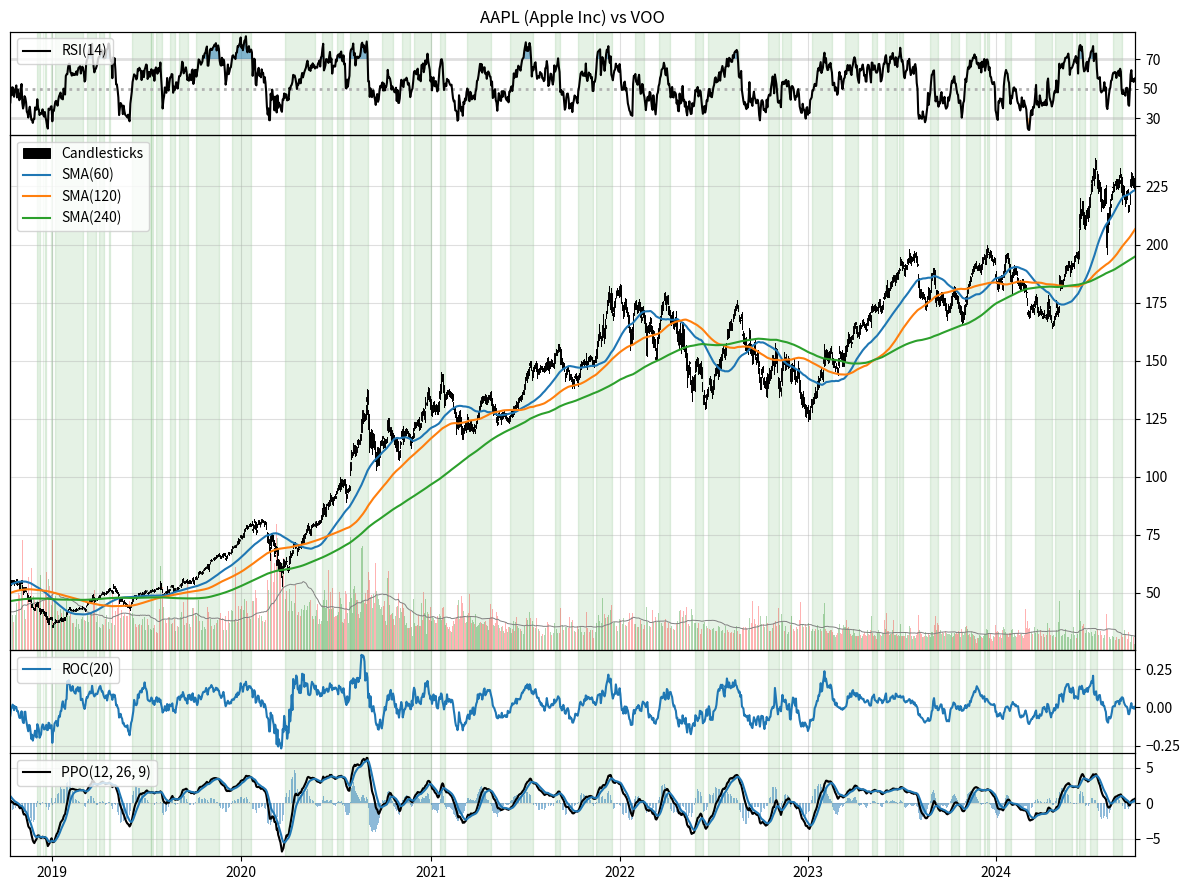 AAPL (Apple Inc) vs VOO
RSI(14)
70
50
30
Candlesticks
SMA(60)
SMA(120)
SMA(240)
225
200
175
150
125
100
75
50
ROC(20)
0.25
0.00
−0.25
PPO(12, 26, 9)
5
0
−5
2019 2020 2021 2022 2023 2024